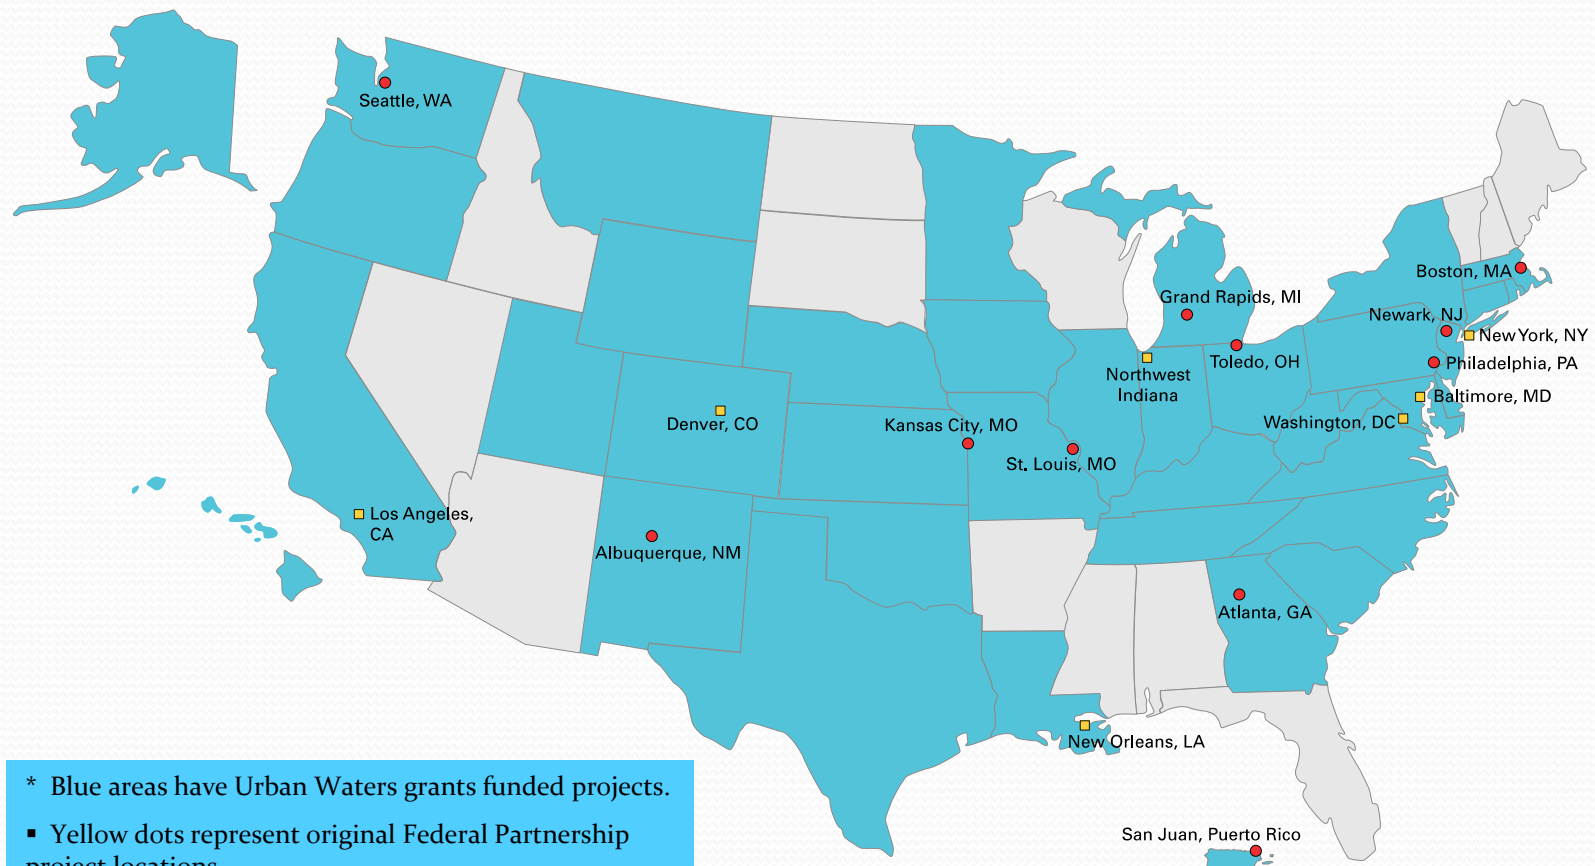 Seattle, WA
Boston, MA
Grand Rapids, MI
Newark, NJ
New York, NY
Toledo, OH
Philadelphia, PA
Northwest
Indiana
Baltimore, MD
Denver, CO
Kansas City, MO
Washington, DC
St. Louis, MO
Los Angeles,
CA
Albuquerque, NM
Atlanta, GA
New Orleans, LA
* Blue areas have Urban Waters grants funded projects.
▪ Yellow dots represent original Federal Partnership
project locations
San Juan, Puerto Rico